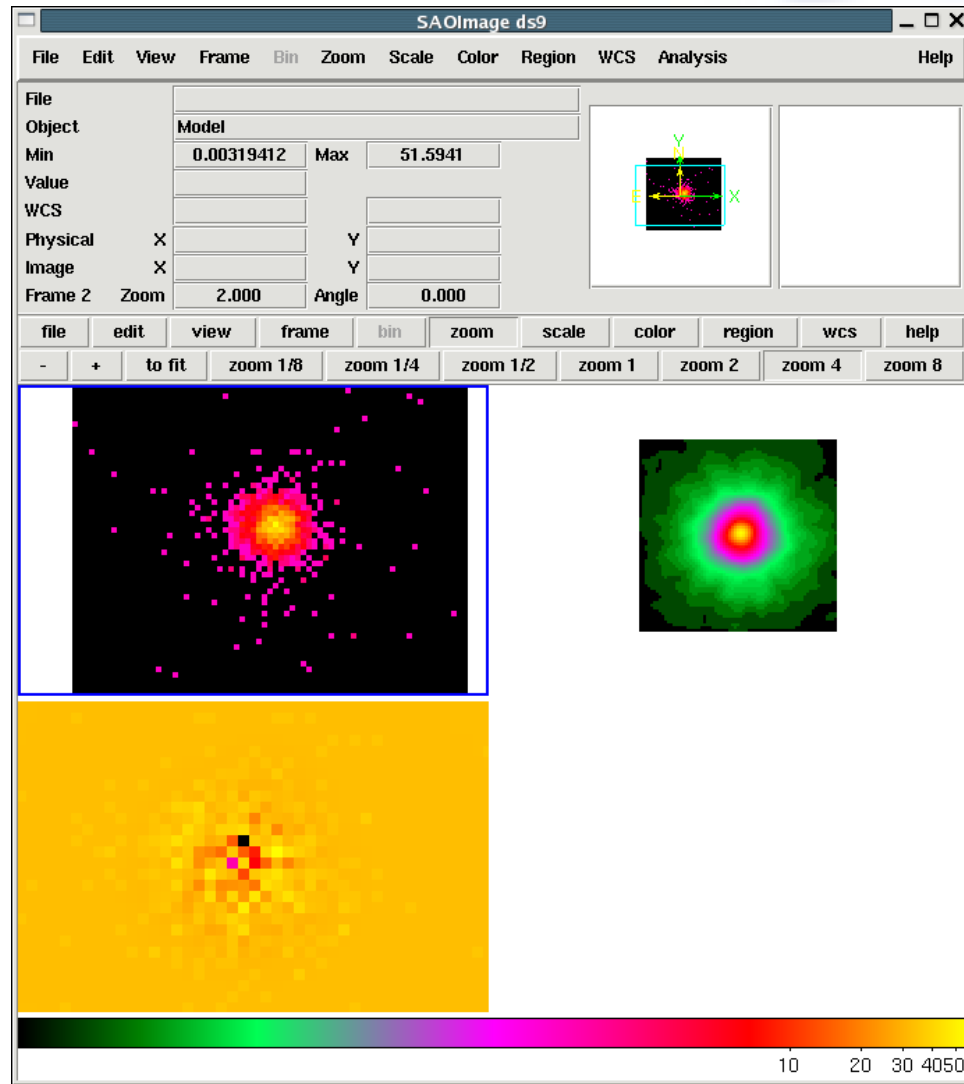 SAOImage ds9
File Edit View Frame Bin Zoom Scale Color Region WCS Analysis Help
File
Object Model
Min 0.00319412 Max 51.5941
Value
WCS
Physical X Y
Image X Y
Frame 2 Zoom 2.000 Angle 0.000
Y
N
E X
file edit view frame bin zoom scale color region wcs help
- + to fit zoom 1/8 zoom 1/4 zoom 1/2 zoom 1 zoom 2 zoom 4 zoom 8
10 20 30 40 50